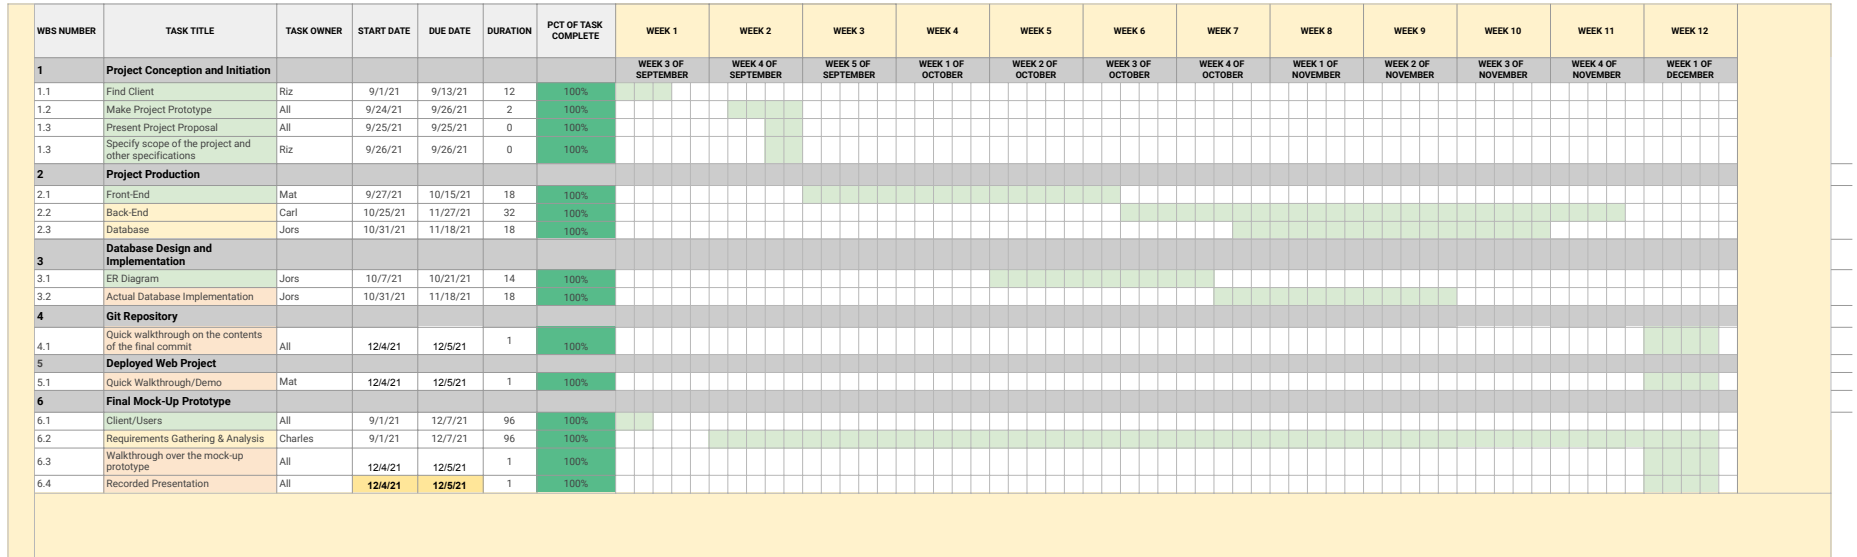 WBS NUMBER TASK TITLE TASK OWNER START DATE DUE DATE DURATION PCT OF TASK COMPLETE WEEK 1 WEEK 2 WEEK 3 WEEK 4 WEEK 5 WEEK 6 WEEK 7 WEEK 8 WEEK 9 WEEK 10 WEEK 11 WEEK 12
1 Project Conception and Initiation WEEK 3 OF SEPTEMBER WEEK 4 OF SEPTEMBER WEEK 5 OF SEPTEMBER WEEK 1 OF OCTOBER WEEK 2 OF OCTOBER WEEK 3 OF OCTOBER WEEK 4 OF OCTOBER WEEK 1 OF NOVEMBER WEEK 2 OF NOVEMBER WEEK 3 OF NOVEMBER WEEK 4 OF NOVEMBER WEEK 1 OF DECEMBER
1.1 Find Client Riz 9/1/21 9/13/21 12 100%
1.2 Make Project Prototype All 9/24/21 9/26/21 2 100%
1.3 Present Project Proposal All 9/25/21 9/25/21 0 100%
1.3 Specify scope of the project and other specifications Riz 9/26/21 9/26/21 0 100%
2 Project Production
2.1 Front-End Mat 9/27/21 10/15/21 18 100%
2.2 Back-End Carl 10/25/21 11/27/21 32 100%
2.3 Database Jors 10/31/21 11/18/21 18 100%
3 Database Design and Implementation
3.1 ER Diagram Jors 10/7/21 10/21/21 14 100%
3.2 Actual Database Implementation Jors 10/31/21 11/18/21 18 100%
4 Git Repository
4.1 Quick walkthrough on the contents of the final commit All 12/4/21 12/5/21 1 100%
5 Deployed Web Project
5.1 Quick Walkthrough/Demo Mat 12/4/21 12/5/21 1 100%
6 Final Mock-Up Prototype
6.1 Client/Users All 9/1/21 12/7/21 96 100%
6.2 Requirements Gathering & Analysis Charles 9/1/21 12/7/21 96 100%
6.3 Walkthrough over the mock-up prototype All 12/4/21 12/5/21 1 100%
6.4 Recorded Presentation All 12/4/21 12/5/21 1 100%